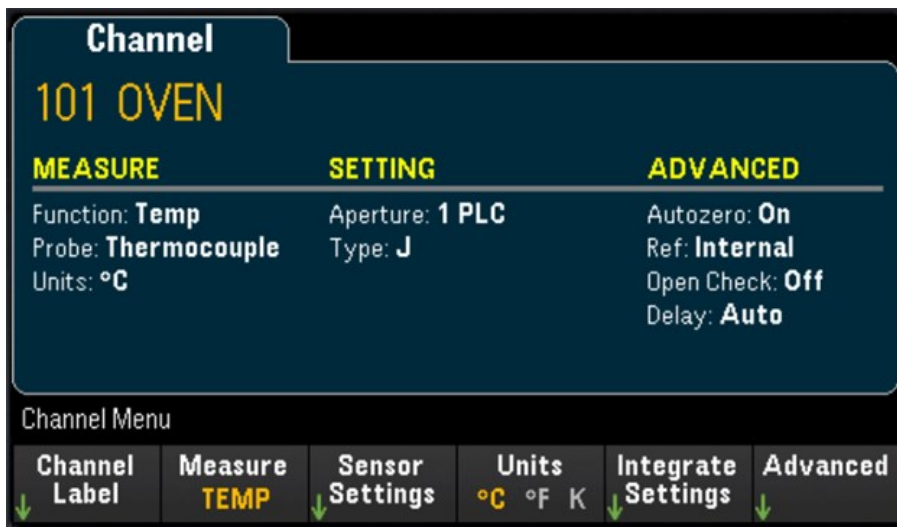 Channel
101 OVEN
MEASURE
Function: Temp
Probe: Thermocouple
Units: °C
SETTING
Aperture: 1 PLC
Type: J
ADVANCED
Autozero: On
Ref: Internal
Open Check: Off
Delay: Auto
Channel Menu
Channel
Label
Measure
TEMP
Sensor
Settings
Units
°C °F K
Integrate
Settings
Advanced